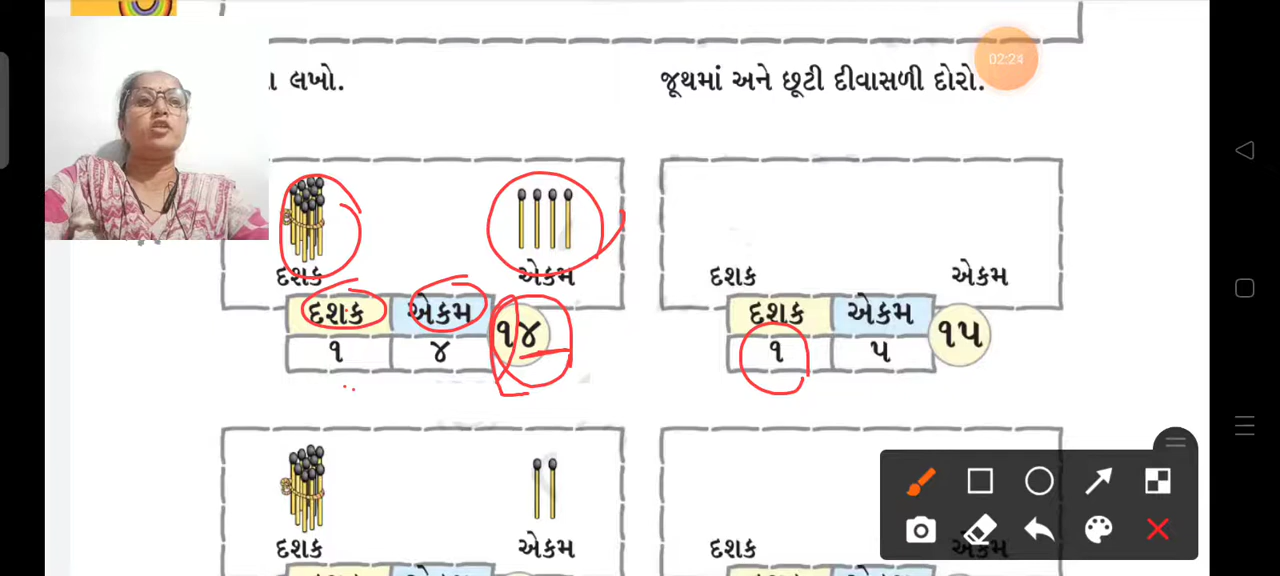 02:24
ા લખો.
જૂથમાં અને છૂટી દીવાસળી દોરો.
દશક એકમ
દશક એકમ
દશક એકમ
૧ ૪ ૧૪
દશક એકમ
૧ ૫ ૧૫
દશક એકમ
દશક એકમ